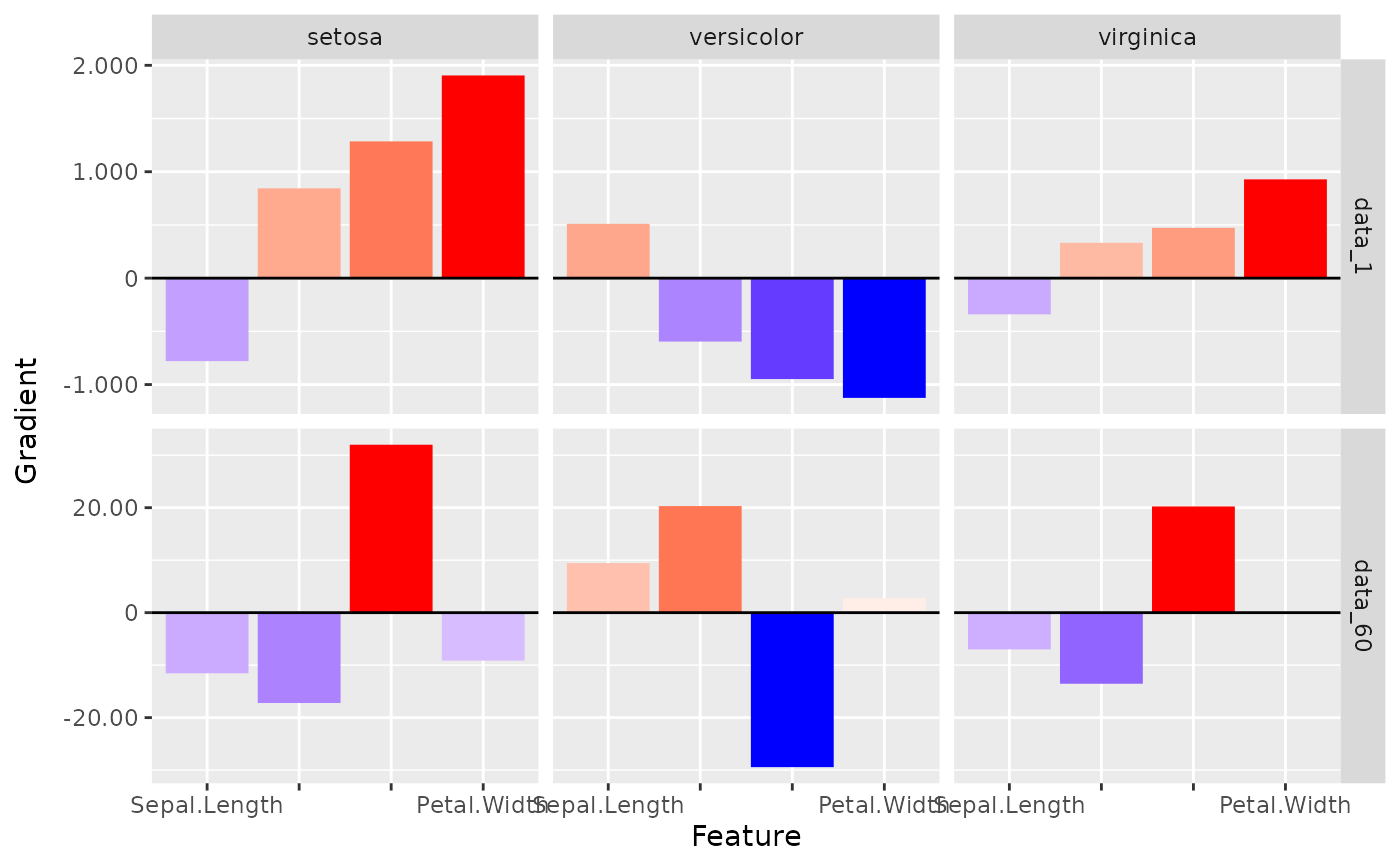 setosa
versicolor
virginica
2.000
1.000
0
-1.000
data_1
Gradient
20.00
0
-20.00
data_60
Sepal.Length
Petal.Width
Sepal.Length
Petal.Width
Sepal.Length
Petal.Width
Feature